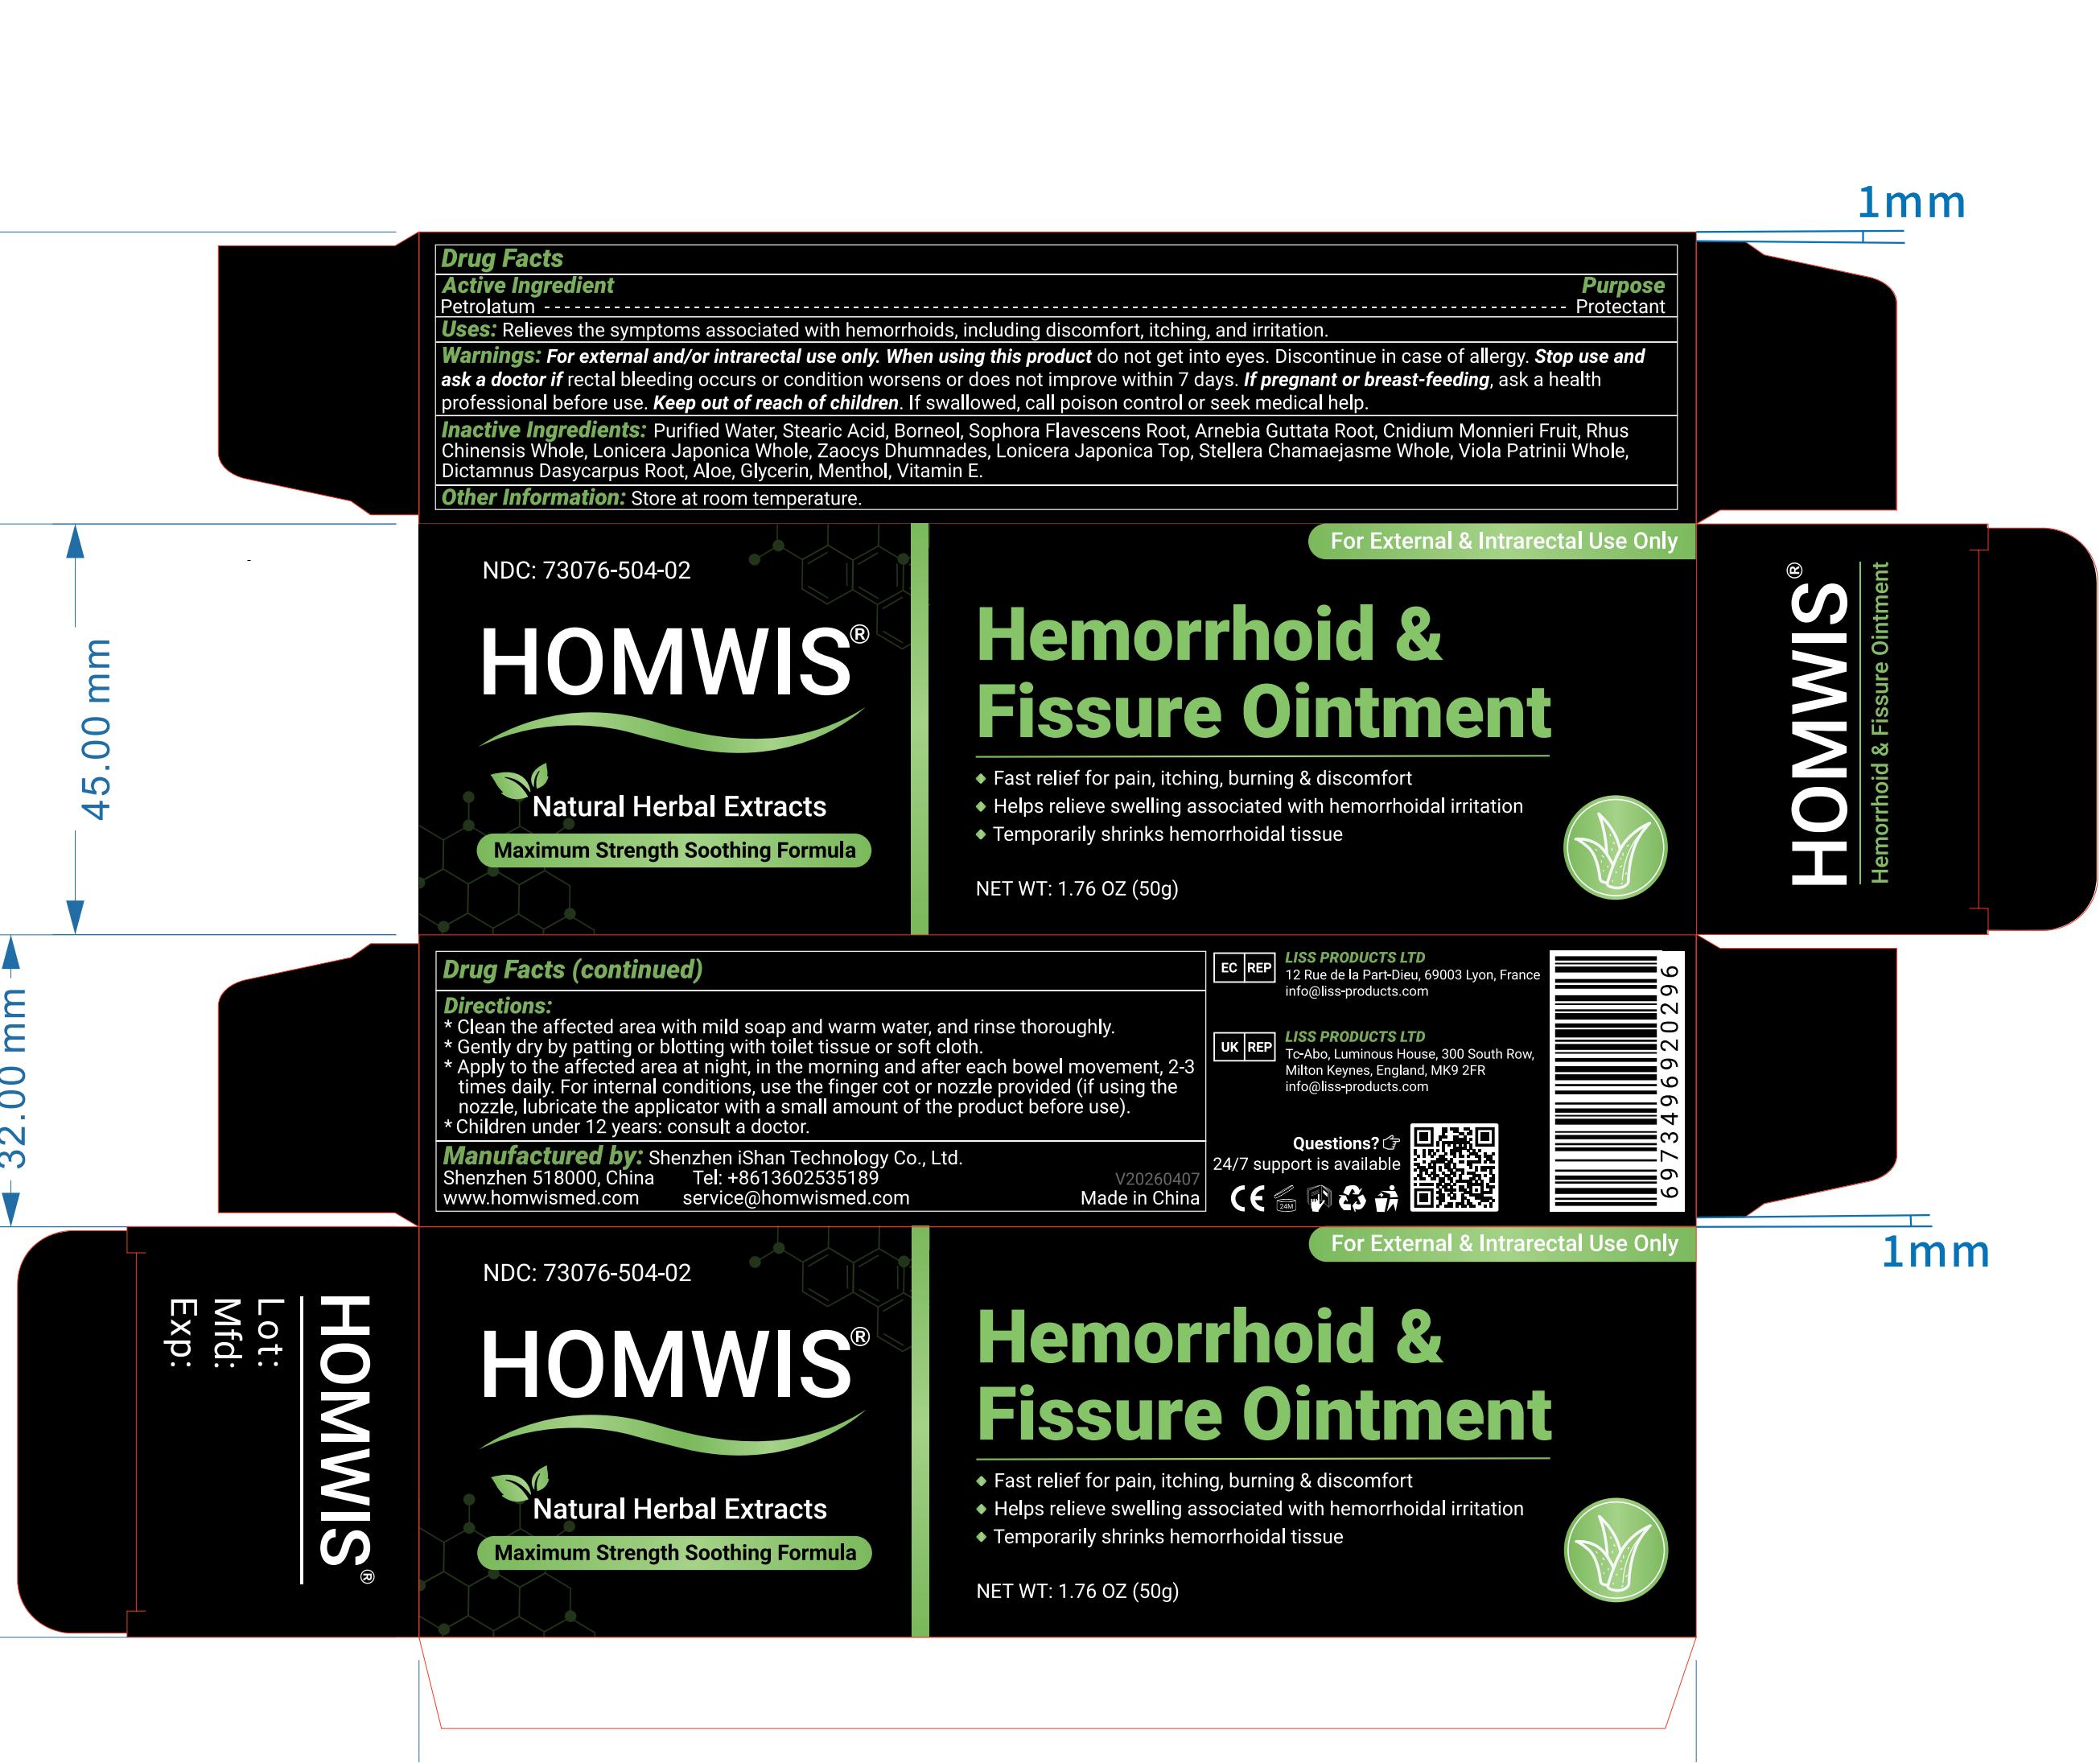 1mm
Drug Facts
Active Ingredient Purpose
Petrolatum ---------------------------------------- Protectant
Uses: Relieves the symptoms associated with hemorrhoids, including discomfort, itching, and irritation.
Warnings: For external and/or intrarectal use only. When using this product do not get into eyes. Discontinue in case of allergy. Stop use and
ask a doctor if rectal bleeding occurs or condition worsens or does not improve within 7 days. If pregnant or breast-feeding, ask a health
professional before use. Keep out of reach of children. If swallowed, call poison control or seek medical help.
Inactive Ingredients: Purified Water, Stearic Acid, Borneol, Sophora Flavescens Root, Arnebia Guttata Root, Cnidium Monnieri Fruit, Rhus
Chinensis Whole, Lonicera Japonica Whole, Zaocys Dhumnades, Lonicera Japonica Top, Stellera Chamaejasme Whole, Viola Patrinii Whole,
Dictamnus Dasycarpus Root, Aloe, Glycerin, Menthol, Vitamin E.
Other Information: Store at room temperature.
45.00 mm
NDC: 73076-504-02
HOMWIS®
Natural Herbal Extracts
Maximum Strength Soothing Formula
For External & Intrarectal Use Only
Hemorrhoid &
Fissure Ointment
◆ Fast relief for pain, itching, burning & discomfort
◆ Helps relieve swelling associated with hemorrhoidal irritation
◆ Temporarily shrinks hemorrhoidal tissue
NET WT: 1.76 OZ (50g)
HOMWIS®
Hemorrhoid & Fissure Ointment
32.00 mm
Drug Facts (continued)
Directions:
* Clean the affected area with mild soap and warm water, and rinse thoroughly.
* Gently dry by patting or blotting with toilet tissue or soft cloth.
* Apply to the affected area at night, in the morning and after each bowel movement, 2-3
times daily. For internal conditions, use the finger cot or nozzle provided (if using the
nozzle, lubricate the applicator with a small amount of the product before use).
* Children under 12 years: consult a doctor.
Manufactured by: Shenzhen iShan Technology Co., Ltd.
Shenzhen 518000, China Tel: +8613602535189
V20260407
www.homwismed.com service@homwismed.com Made in China
EC REP
LISS PRODUCTS LTD
12 Rue de la Part-Dieu, 69003 Lyon, France
info@liss-products.com
UK REP
LISS PRODUCTS LTD
Tc-Abo, Luminous House, 300 South Row,
Milton Keynes, England, MK9 2FR
info@liss-products.com
Questions?
24/7 support is available
CE 24M
6973496920296
1mm
HOMWIS®
Lot:
Mfd:
Exp:
NDC: 73076-504-02
HOMWIS®
Natural Herbal Extracts
Maximum Strength Soothing Formula
For External & Intrarectal Use Only
Hemorrhoid &
Fissure Ointment
◆ Fast relief for pain, itching, burning & discomfort
◆ Helps relieve swelling associated with hemorrhoidal irritation
◆ Temporarily shrinks hemorrhoidal tissue
NET WT: 1.76 OZ (50g)